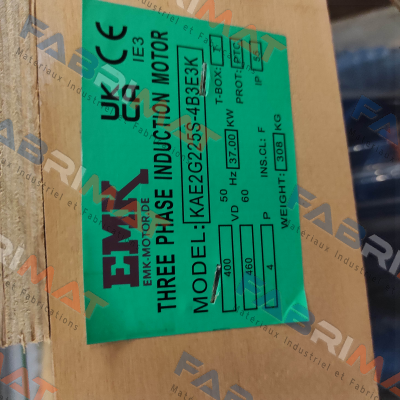 EMK
UK CA CE
IE3
EMK-MOTOR.DE
THREE PHASE INDUCTION MOTOR
MODEL: KAE2G225S-4B3E3K
T-BOX: T
400 VD 50 Hz 37.00 KW PROT: PTC
460 60 INS.CL: F IP 55
4 P WEIGHT: 308 KG
FABRIMAT
Materiaux Industriels et Fabrications